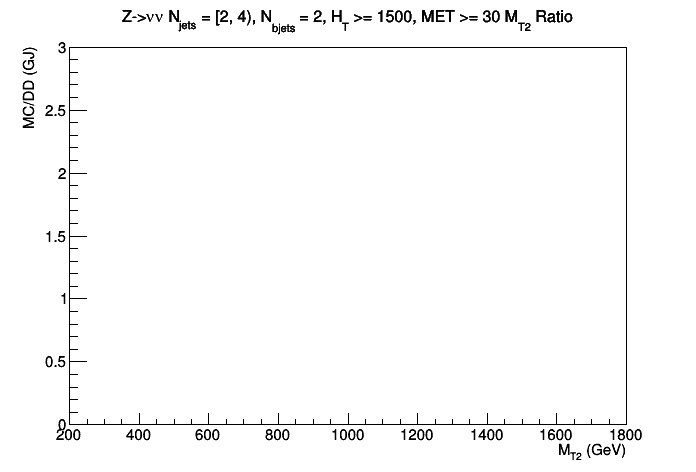 Z->νν N_jets = [2, 4), N_bjets = 2, H_T >= 1500, MET >= 30 M_T2 Ratio
MC/DD (GJ)
3
2.5
2
1.5
1
0.5
0
200 400 600 800 1000 1200 1400 1600 1800
M_T2 (GeV)